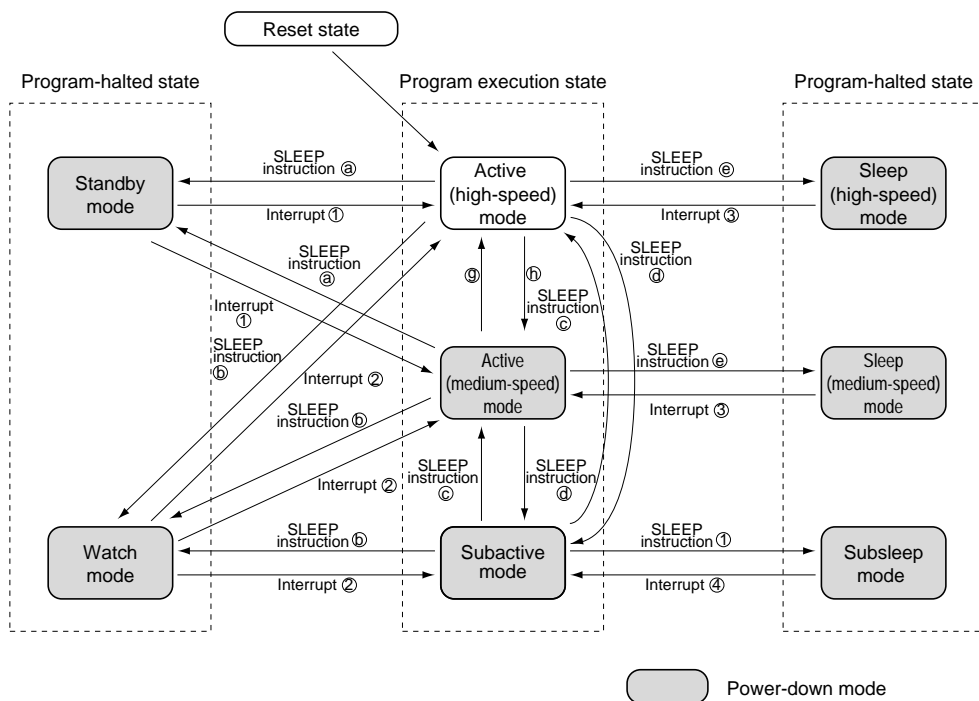 Reset state
Program-halted state
Program execution state
Program-halted state
Standby
mode
SLEEP
instruction ⓐ
Interrupt ①
Active
(high-speed)
mode
SLEEP
instruction ⓔ
Interrupt ③
Sleep
(high-speed)
mode
SLEEP
instruction
ⓐ
Interrupt
①
ⓖ
ⓗ
SLEEP
instruction
ⓒ
SLEEP
instruction
ⓓ
SLEEP
instruction
ⓑ
Interrupt ②
Active
(medium-speed)
mode
SLEEP
instruction ⓔ
Interrupt ③
Sleep
(medium-speed)
mode
SLEEP
instruction ⓑ
Interrupt ②
SLEEP
instruction
ⓒ
SLEEP
instruction
ⓓ
Watch
mode
SLEEP
instruction ⓑ
Interrupt ②
Subactive
mode
SLEEP
instruction ①
Interrupt ④
Subsleep
mode
Power-down mode